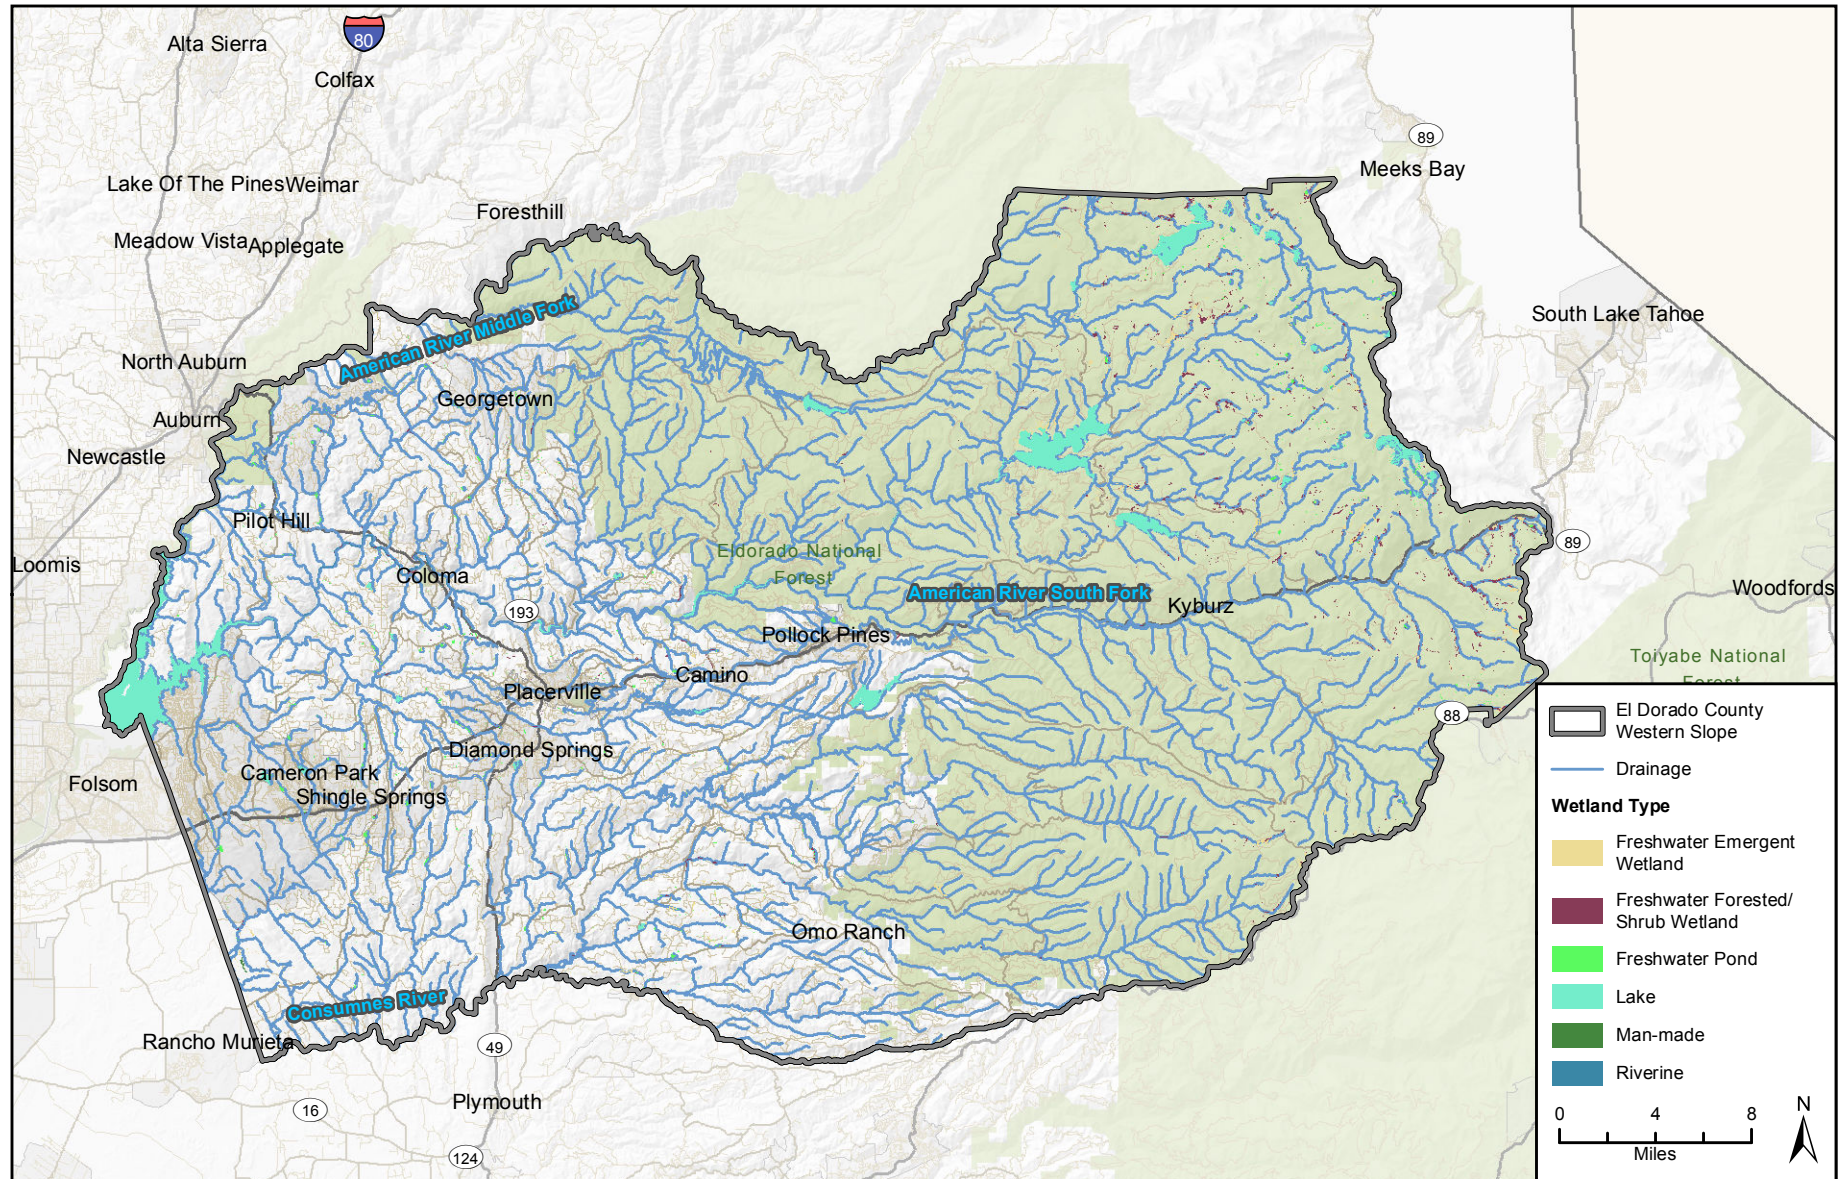 80
Alta Sierra
Colfax
89
Meeks Bay
Lake Of The Pines
Weimar
Foresthill
Meadow Vista
Applegate
American River Middle Fork
South Lake Tahoe
North Auburn
Georgetown
Auburn
Newcastle
Pilot Hill
Loomis
Coloma
Eldorado National
Forest
89
American River South Fork
Woodfords
193
Kyburz
Pollock Pines
Camino
Toiyabe National
Forest
Placerville
88
Diamond Springs
Folsom
Cameron Park
Shingle Springs
Omo Ranch
Consumnes River
Rancho Murieta
49
16
Plymouth
124
El Dorado County
Western Slope
Drainage
Wetland Type
Freshwater Emergent
Wetland
Freshwater Forested/
Shrub Wetland
Freshwater Pond
Lake
Man-made
Riverine
0 4 8
Miles
N